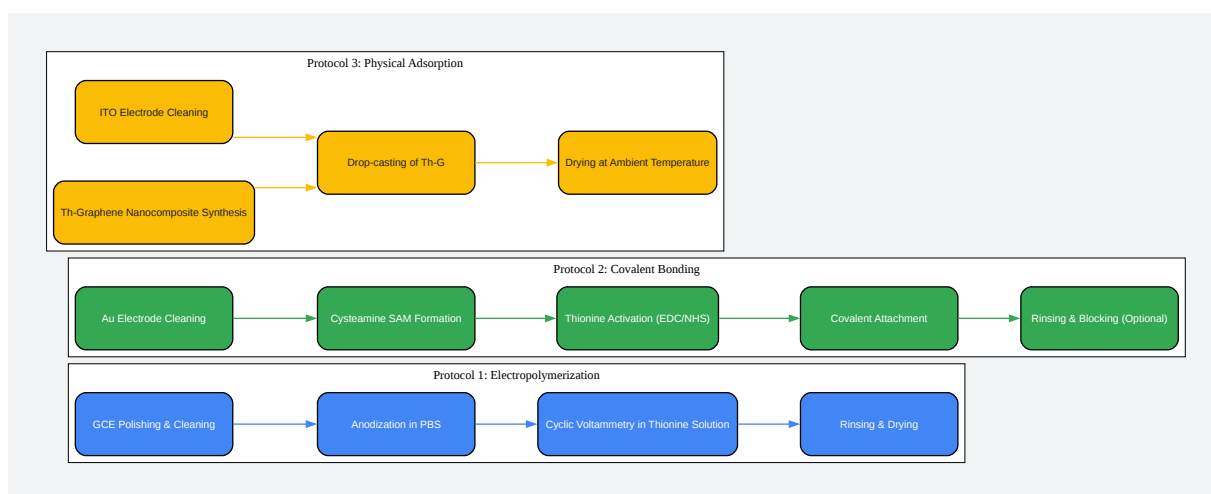 Protocol 3: Physical Adsorption
ITO Electrode Cleaning
Th-Graphene Nanocomposite Synthesis
Drop-casting of Th-G
Drying at Ambient Temperature
Protocol 2: Covalent Bonding
Au Electrode Cleaning
Cysteamine SAM Formation
Thionine Activation (EDC/NHS)
Covalent Attachment
Rinsing & Blocking (Optional)
Protocol 1: Electropolymerization
GCE Polishing & Cleaning
Anodization in PBS
Cyclic Voltammetry in Thionine Solution
Rinsing & Drying